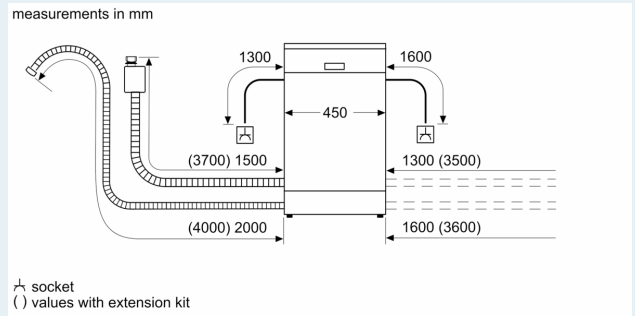 measurements in mm
1300
1600
450
(3700) 1500
1300 (3500)
(4000) 2000
1600 (3600)
socket
( ) values with extension kit